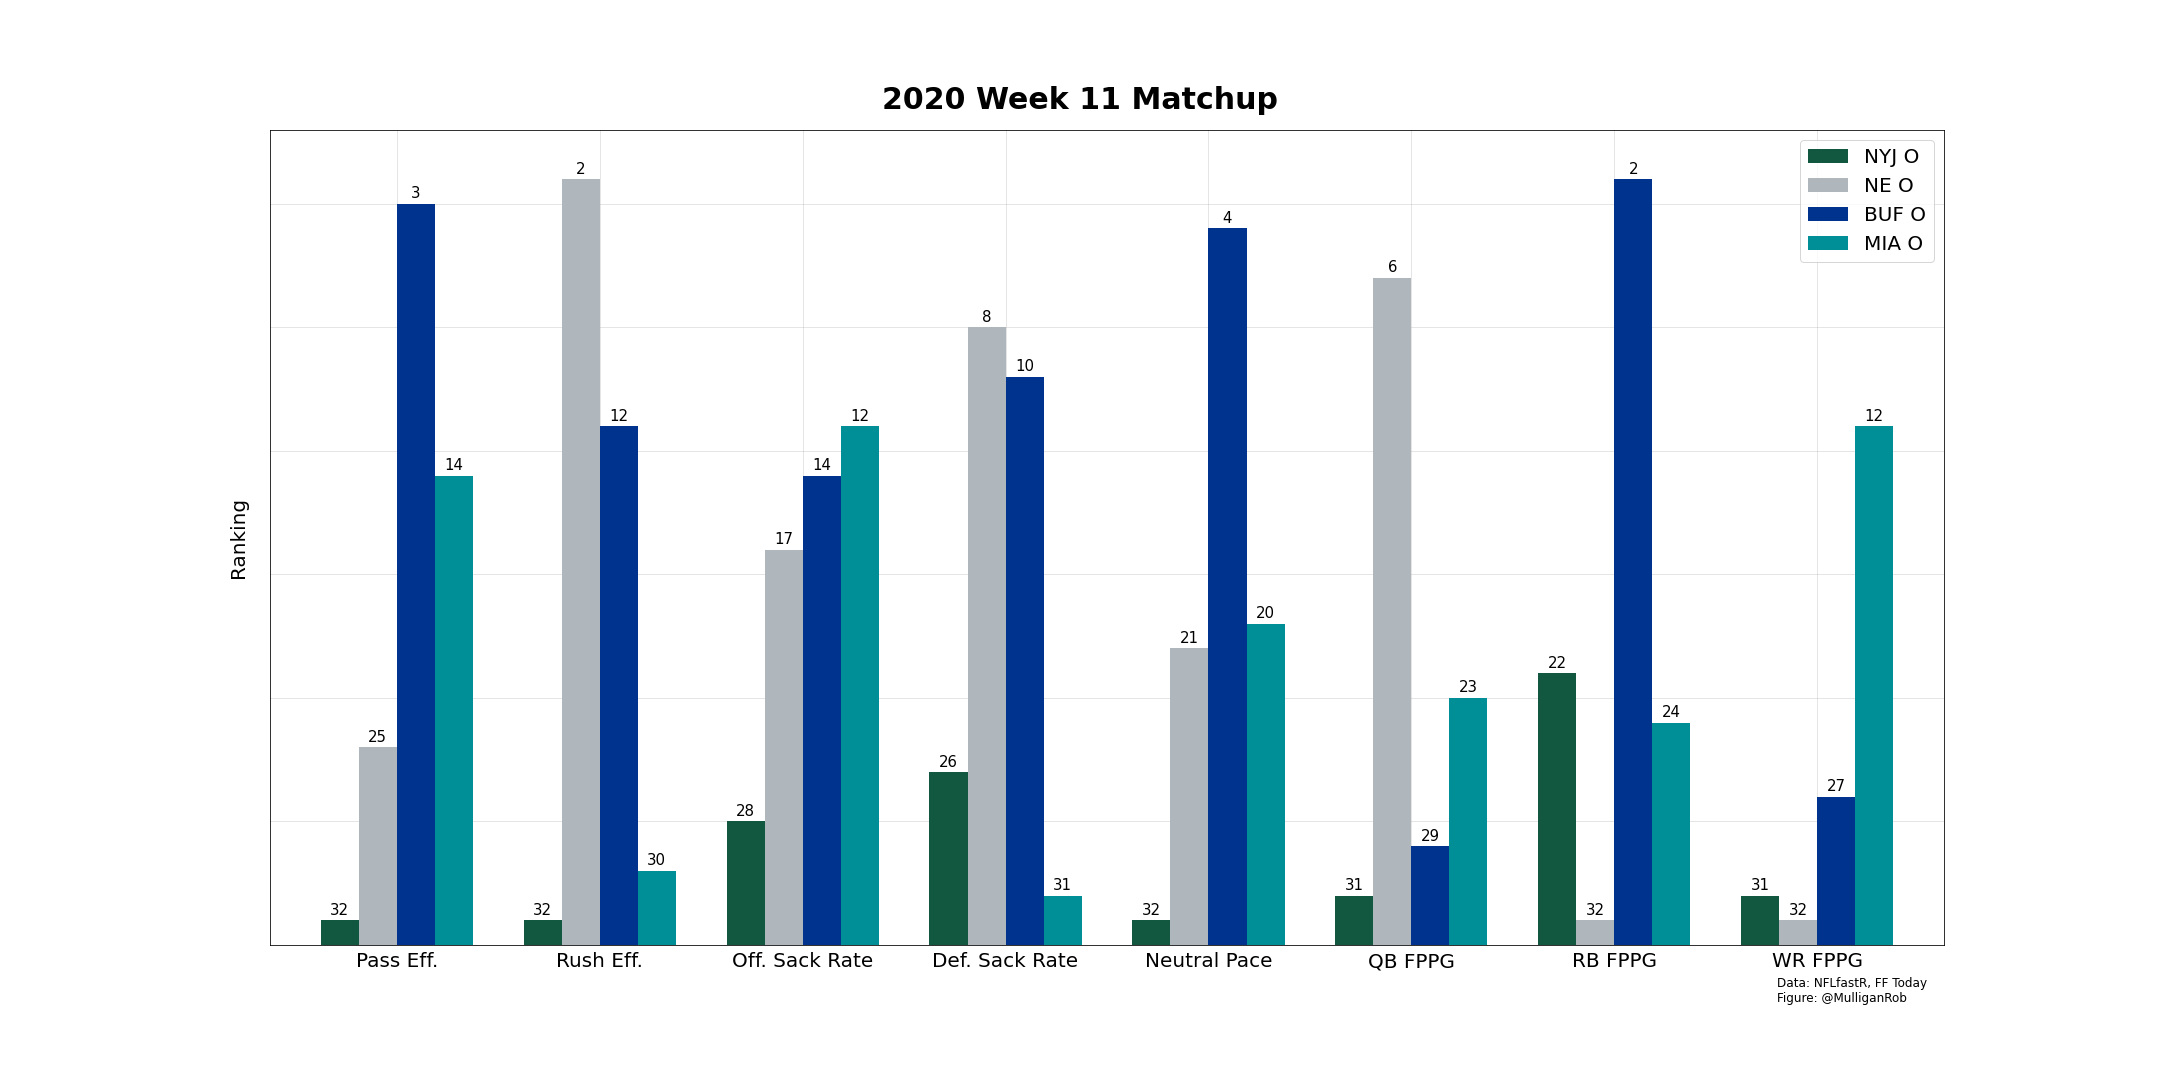 2020 Week 11 Matchup
NYJ O
NE O
BUF O
MIA O
Ranking
32 25 3 14
32 2 12 30
28 17 14 12
26 8 10 31
32 21 4 20
31 6 29 23
22 32 2 24
31 32 27 12
Pass Eff. Rush Eff. Off. Sack Rate Def. Sack Rate Neutral Pace QB FPPG RB FPPG WR FPPG
Data: NFLfastR, FF Today
Figure: @MulliganRob